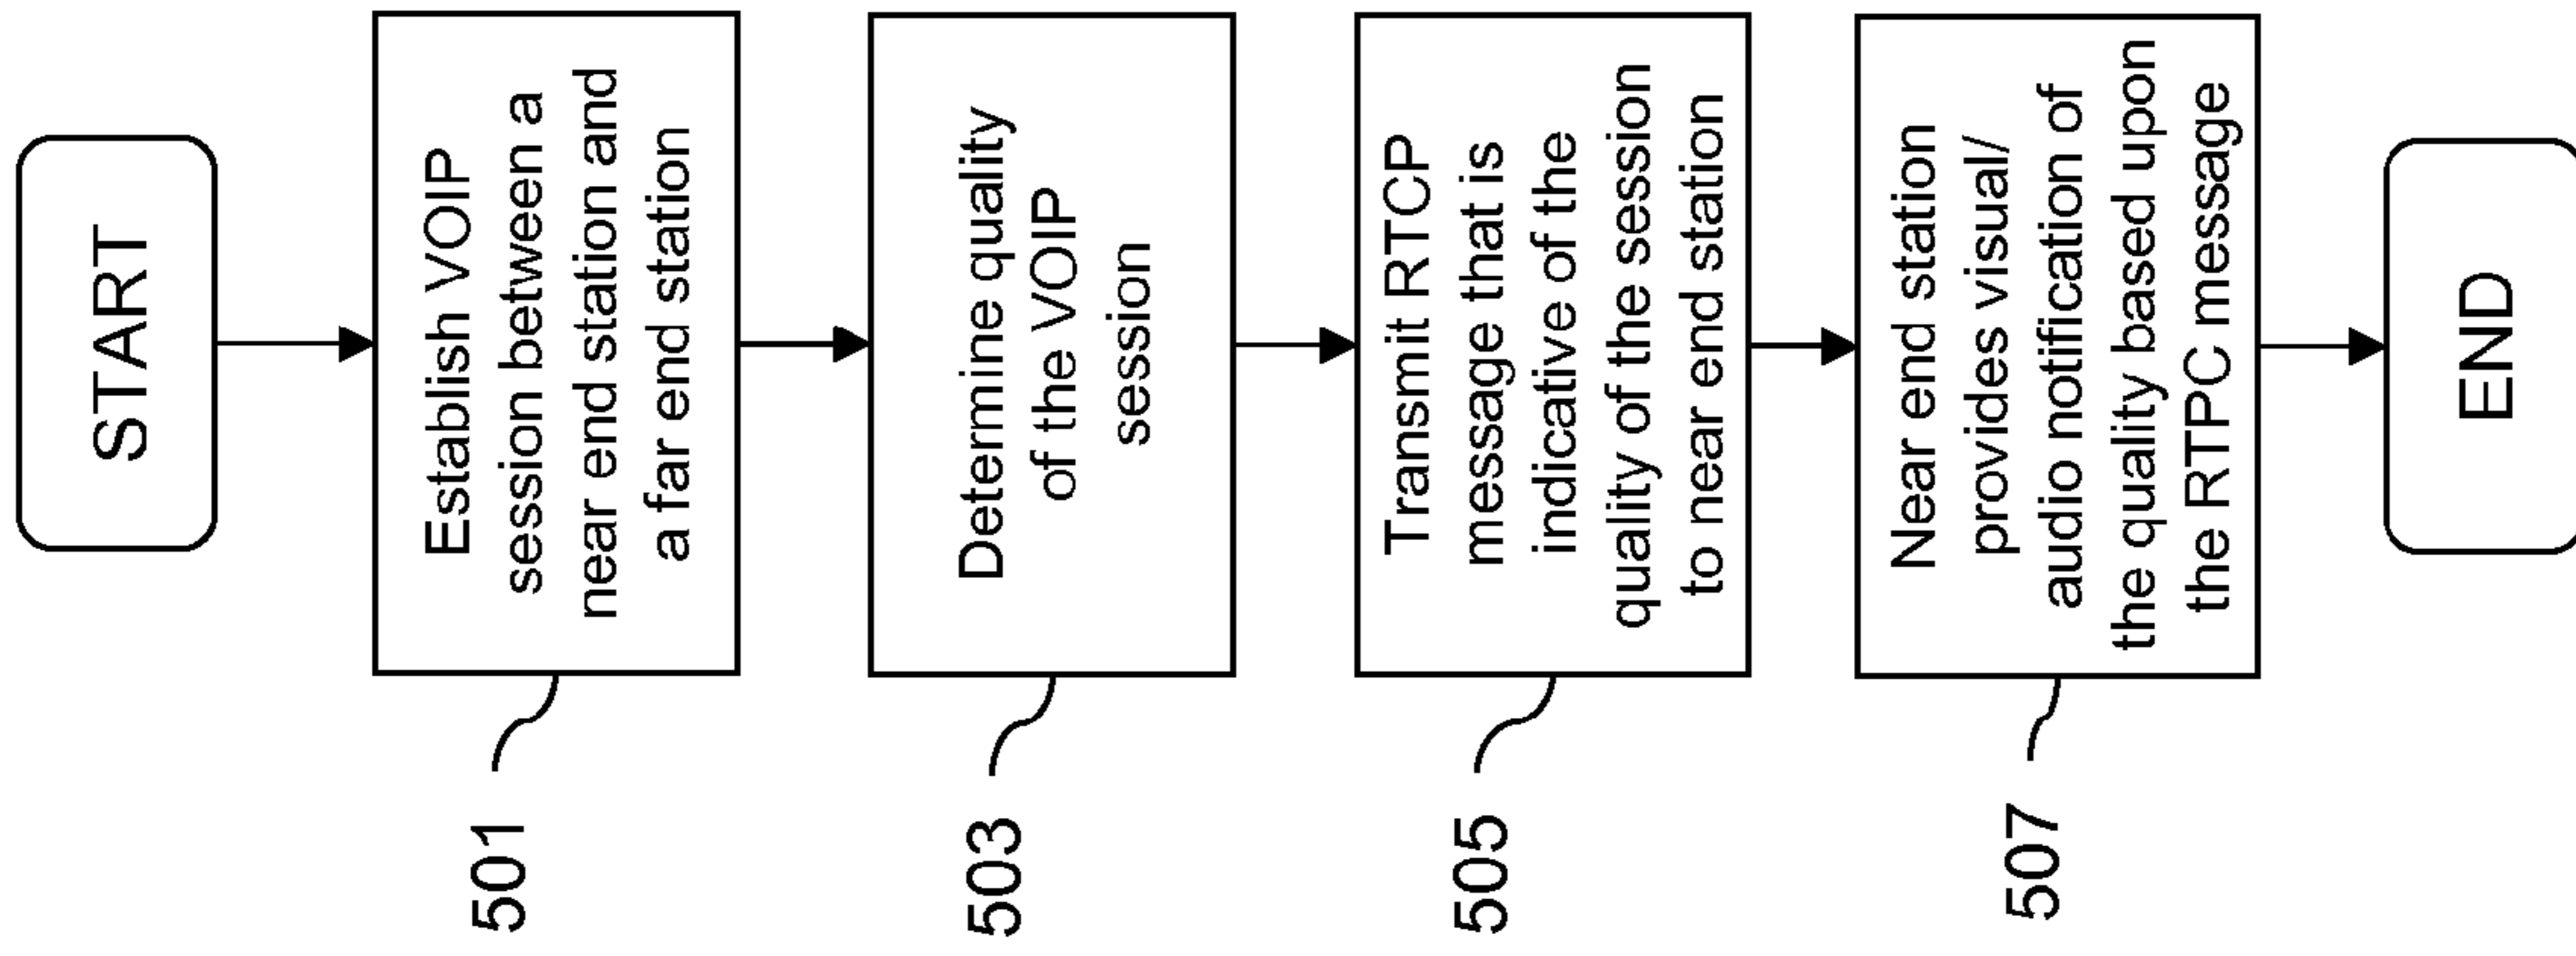 START
501
Establish VOIP
session between a
near end station and
a far end station
503
Determine quality
of the VOIP
session
505
Transmit RTCP
message that is
indicative of the
quality of the session
to near end station
507
Near end station
provides visual/
audio notification of
the quality based upon
the RTPC message
END